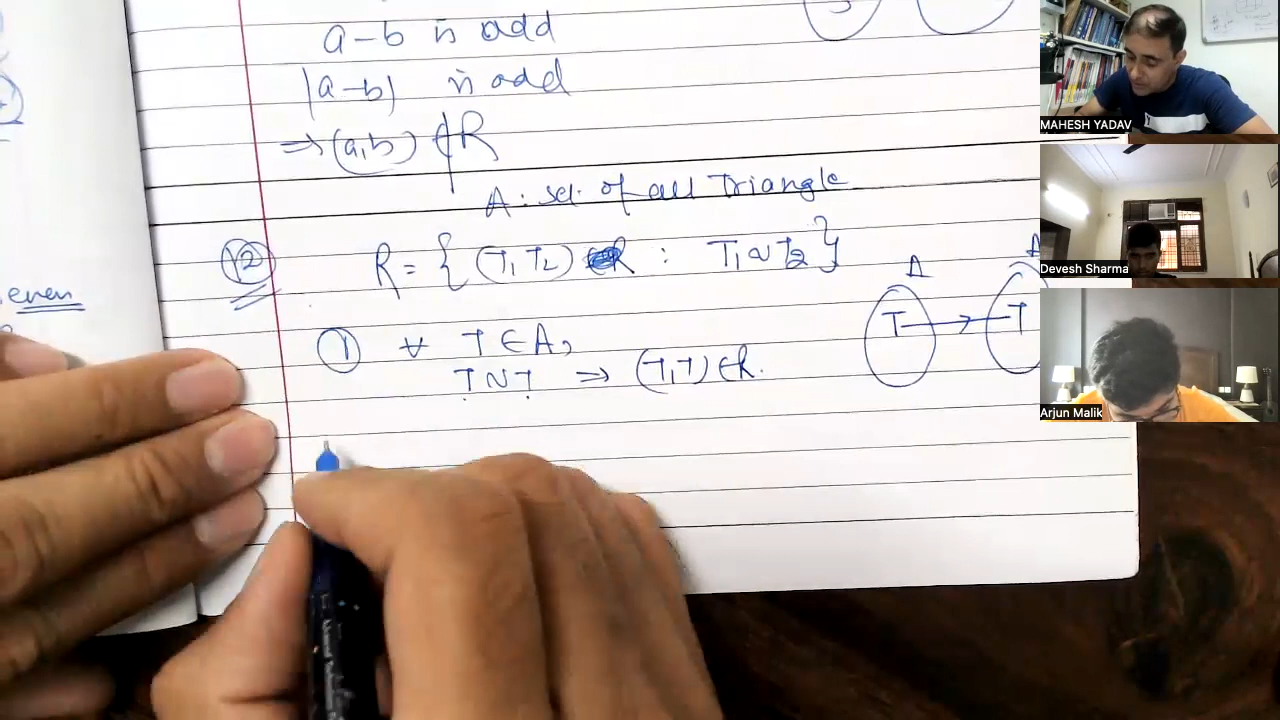 a-b is odd
|a-b| is odd
⇒ (a,b) ∉ R
A : set of all Triangle
12 R = { (T1, T2) : T1 ~ T2 }
A A
T T
① ∀ T ∈ A,
T ~ T ⇒ (T, T) ∈ R.
even
MAHESH YADAV
Devesh Sharma
Arjun Malik